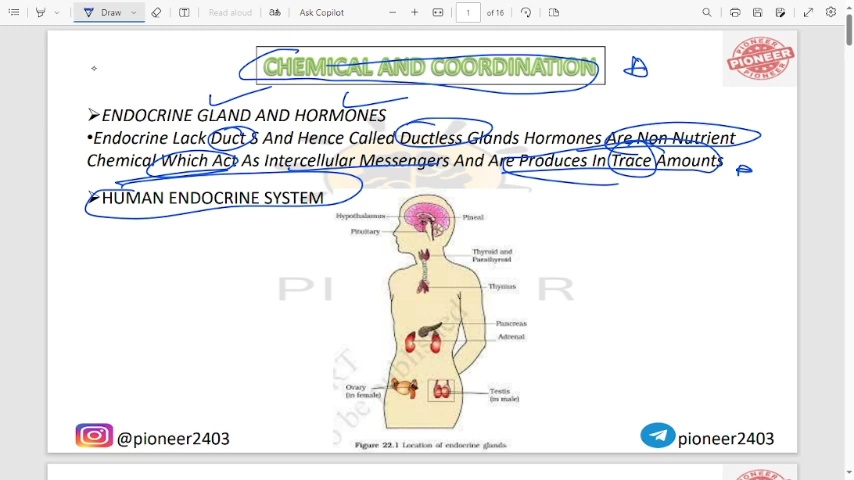 Draw
Read aloud
Ask Copilot
1
of 16
CHEMICAL AND COORDINATION
PIONEER
PIONEER
➢ENDOCRINE GLAND AND HORMONES
•Endocrine Lack Duct S And Hence Called Ductless Glands Hormones Are Non Nutrient
Chemical Which Act As Intercellular Messengers And Are Produces In Trace Amounts
➢HUMAN ENDOCRINE SYSTEM
Hypothalamus
Pineal
Pituitary
Thyroid and
Parathyroid
Thymus
Pancreas
Adrenal
Ovary
(in female)
Testis
(in male)
Figure 22.1 Location of endocrine glands.
@pioneer2403
pioneer2403